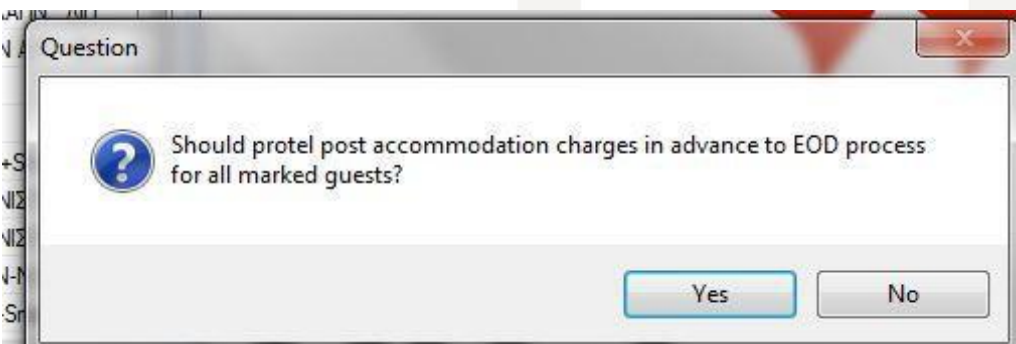 Question
Should protel post accommodation charges in advance to EOD process
for all marked guests?
Yes
No